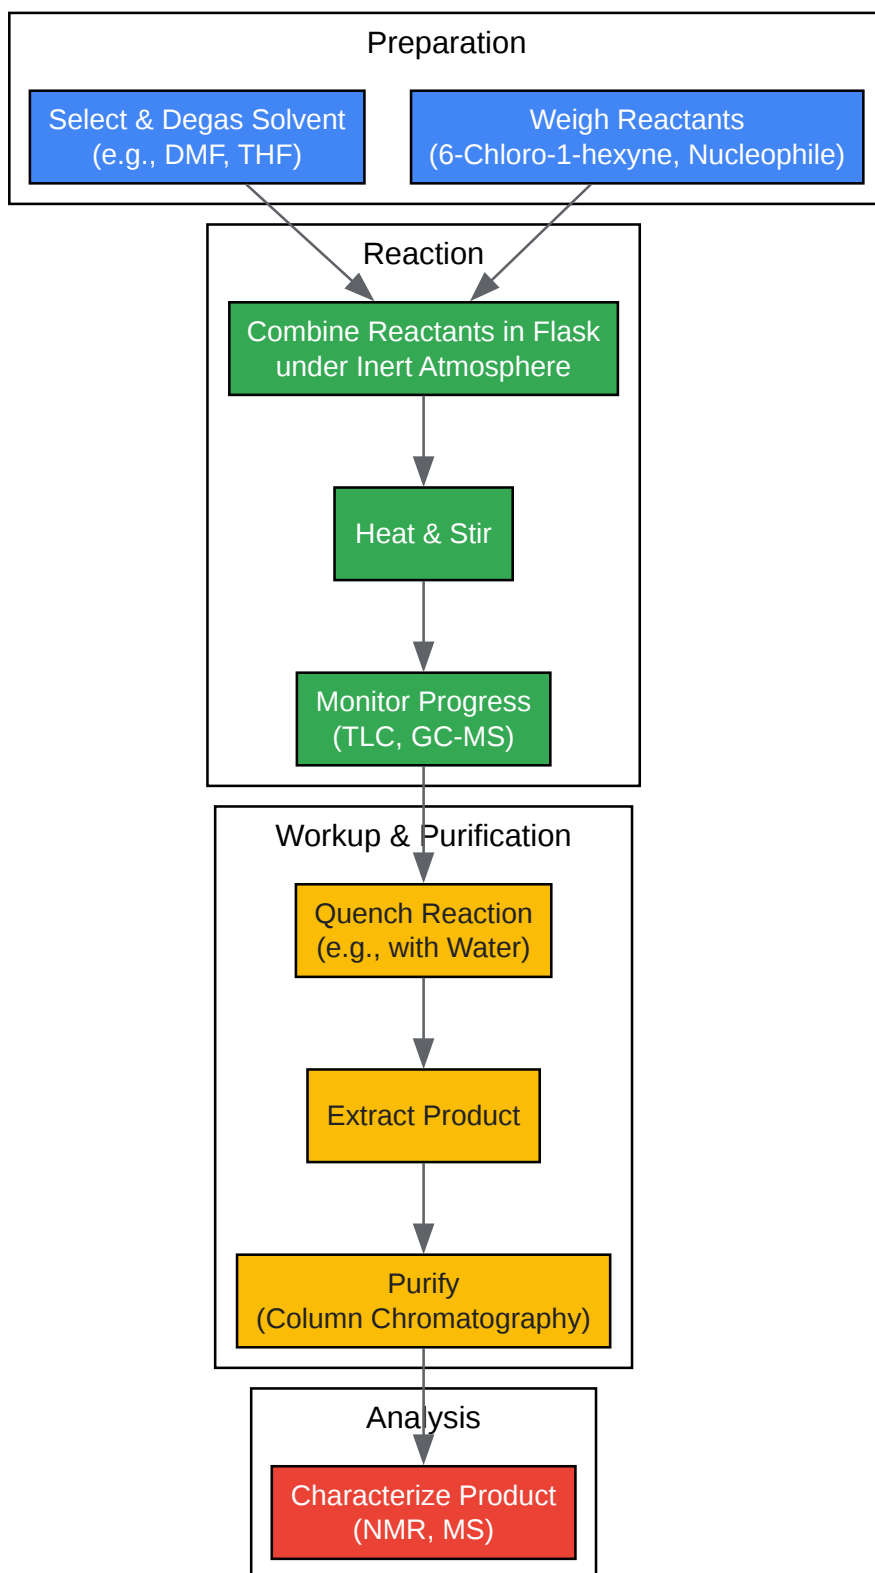 Preparation
Select & Degas Solvent
(e.g., DMF, THF)
Weigh Reactants
(6-Chloro-1-hexyne, Nucleophile)
Reaction
Combine Reactants in Flask
under Inert Atmosphere
Heat & Stir
Monitor Progress
(TLC, GC-MS)
Workup & Purification
Quench Reaction
(e.g., with Water)
Extract Product
Purify
(Column Chromatography)
Analysis
Characterize Product
(NMR, MS)